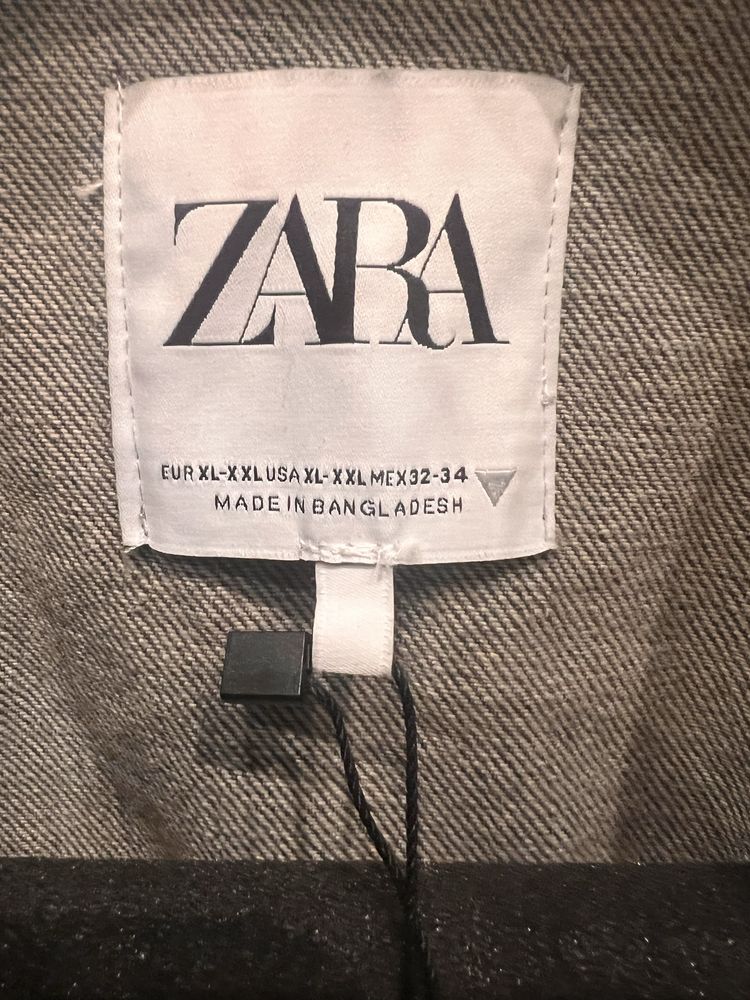 ZARA
EUR XL-XXL USA XL-XXL MEX 32-34
MADE IN BANGLADESH